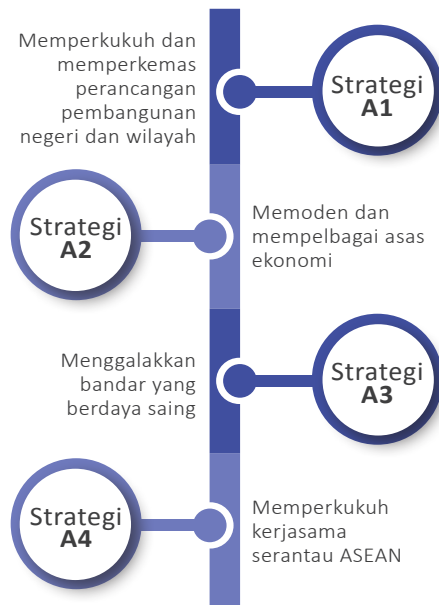 Memperkukuh dan
memperkemas
perancangan
pembangunan
negeri dan wilayah
Strategi
A1
Strategi
A2
Memoden dan
mempelbagai asas
ekonomi
Menggalakkan
bandar yang
berdaya saing
Strategi
A3
Strategi
A4
Memperkukuh
kerjasama
serantau ASEAN